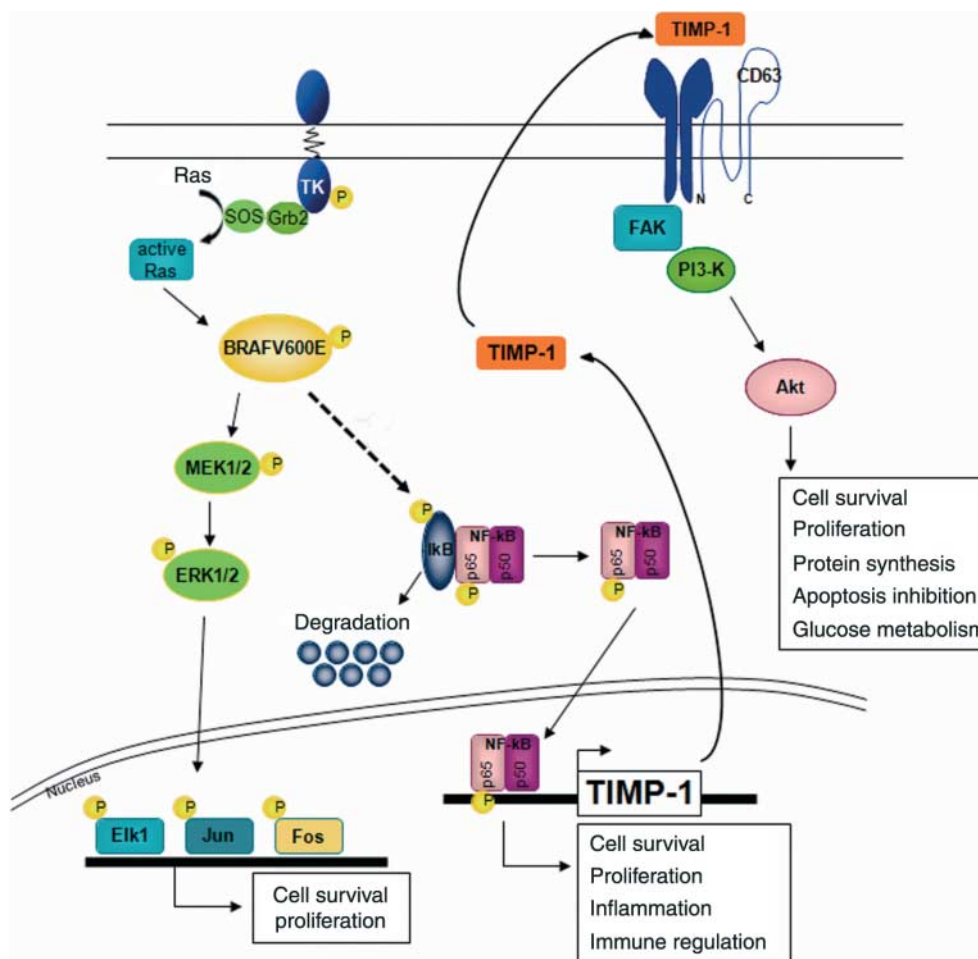 TIMP-1
CD63
TK
P
Ras
SOS
Grb2
N
C
FAK
active
Ras
PI3-K
BRAFV600E
P
TIMP-1
Akt
MEK1/2
P
P
ERK1/2
P
IkB
NF-kB
p65
p50
P
NF-kB
p65
p50
P
Degradation
Cell survival
Proliferation
Protein synthesis
Apoptosis inhibition
Glucose metabolism
Nucleus
NF-kB
p65
p50
P
TIMP-1
P
Elk1
P
Jun
P
Fos
Cell survival
proliferation
Cell survival
Proliferation
Inflammation
Immune regulation